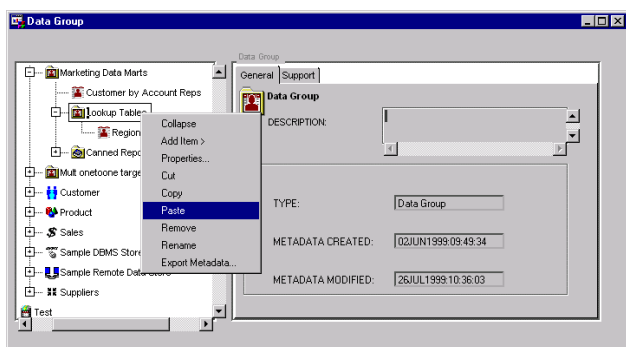 Data Group
Marketing Data Marts
Customer by Account Reps
Lookup Tables
Region
Canned Repo
Mult onetoone targe
Customer
Product
Sales
Sample DBMS Store
Sample Remote Data Store
Suppliers
Test
Collapse
Add Item >
Properties...
Cut
Copy
Paste
Remove
Rename
Export Metadata...
Data Group
General Support
Data Group
DESCRIPTION:
TYPE: Data Group
METADATA CREATED: 02JUN1999:09:49:34
METADATA MODIFIED: 26JUL1999:10:36:03